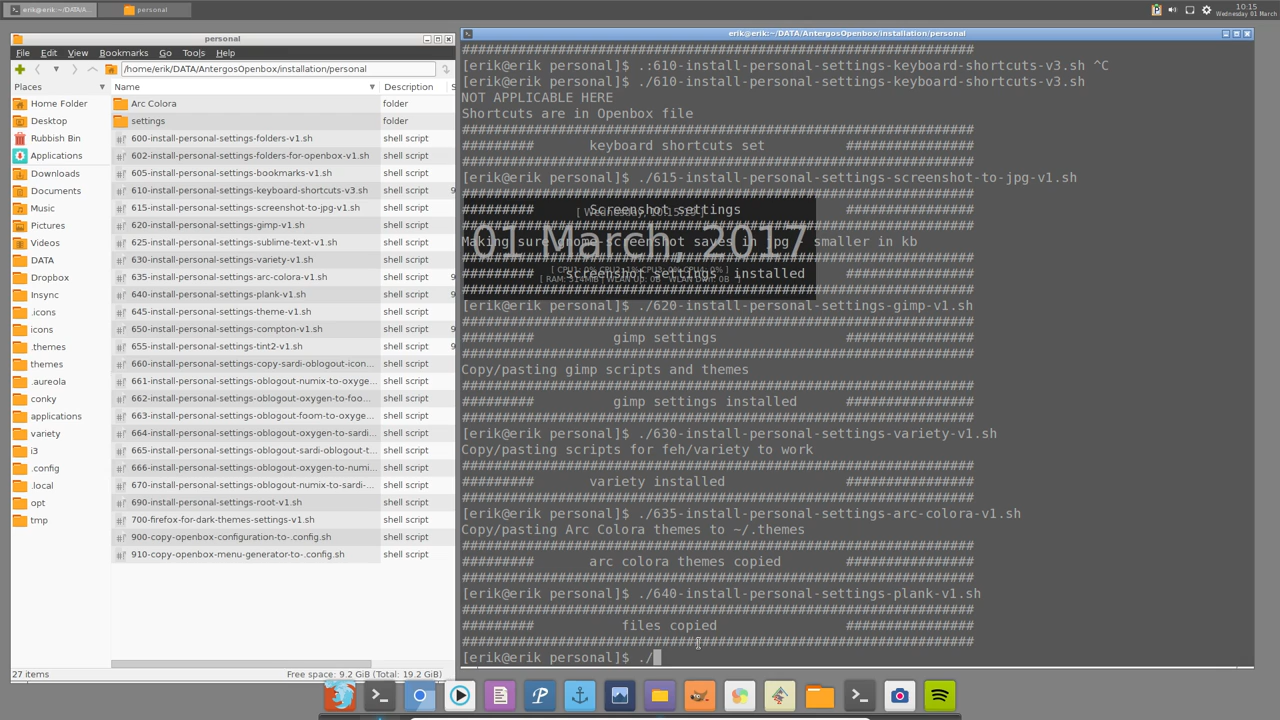 erik@erik:~/DATA/A...
personal
10:15
Wednesday 01 March
personal
File Edit View Bookmarks Go Tools Help
/home/erik/DATA/AntergosOpenbox/installation/personal
Places
Home Folder
Desktop
Rubbish Bin
Applications
Downloads
Documents
Music
Pictures
Videos
DATA
Dropbox
Insync
.icons
icons
.themes
themes
.aureola
conky
applications
variety
i3
.config
.local
opt
tmp
Name Description S
Arc Colora folder
settings folder
600-install-personal-settings-folders-v1.sh shell script
602-install-personal-settings-folders-for-openbox-v1.sh shell script
605-install-personal-settings-bookmarks-v1.sh shell script
610-install-personal-settings-keyboard-shortcuts-v3.sh shell script 9
615-install-personal-settings-screenshot-to-jpg-v1.sh shell script 9
620-install-personal-settings-gimp-v1.sh shell script
625-install-personal-settings-sublime-text-v1.sh shell script
630-install-personal-settings-variety-v1.sh shell script
635-install-personal-settings-arc-colora-v1.sh shell script 9
640-install-personal-settings-plank-v1.sh shell script 9
645-install-personal-settings-theme-v1.sh shell script
650-install-personal-settings-compton-v1.sh shell script 9
655-install-personal-settings-tint2-v1.sh shell script 9
660-install-personal-settings-copy-sardi-oblogout-icon... shell script
661-install-personal-settings-oblogout-numix-to-oxyge... shell script
662-install-personal-settings-oblogout-oxygen-to-foo... shell script
663-install-personal-settings-oblogout-foom-to-oxyge... shell script
664-install-personal-settings-oblogout-oxygen-to-sardi... shell script
665-install-personal-settings-oblogout-sardi-oblogout-t... shell script
666-install-personal-settings-oblogout-oxygen-to-numi... shell script
670-install-personal-settings-oblogout-numix-to-sardi-... shell script
690-install-personal-settings-root-v1.sh shell script
700-firefox-for-dark-themes-settings-v1.sh shell script
900-copy-openbox-configuration-to-.config.sh shell script
910-copy-openbox-menu-generator-to-.config.sh shell script
27 items Free space: 9.2 GiB (Total: 19.2 GiB)
erik@erik:~/DATA/AntergosOpenbox/installation/personal
################################################################
[erik@erik personal]$ .:610-install-personal-settings-keyboard-shortcuts-v3.sh ^C
[erik@erik personal]$ ./610-install-personal-settings-keyboard-shortcuts-v3.sh
NOT APPLICABLE HERE
Shortcuts are in Openbox file
################################################################
######### keyboard shortcuts set ################
################################################################
[erik@erik personal]$ ./615-install-personal-settings-screenshot-to-jpg-v1.sh
################################################################
######### Screenshot settings ################
################################################################
Making sure gnome-screenshot saves in jpg - smaller in kb
################################################################
######### screenshot settings installed ################
################################################################
01 March, 2017
[erik@erik personal]$ ./620-install-personal-settings-gimp-v1.sh
################################################################
######### gimp settings ################
################################################################
Copy/pasting gimp scripts and themes
################################################################
######### gimp settings installed ################
################################################################
[erik@erik personal]$ ./630-install-personal-settings-variety-v1.sh
Copy/pasting scripts for feh/variety to work
################################################################
######### variety installed ################
################################################################
[erik@erik personal]$ ./635-install-personal-settings-arc-colora-v1.sh
Copy/pasting Arc Colora themes to ~/.themes
################################################################
######### arc colora themes copied ################
################################################################
[erik@erik personal]$ ./640-install-personal-settings-plank-v1.sh
################################################################
######### files copied ################
################################################################
[erik@erik personal]$ ./